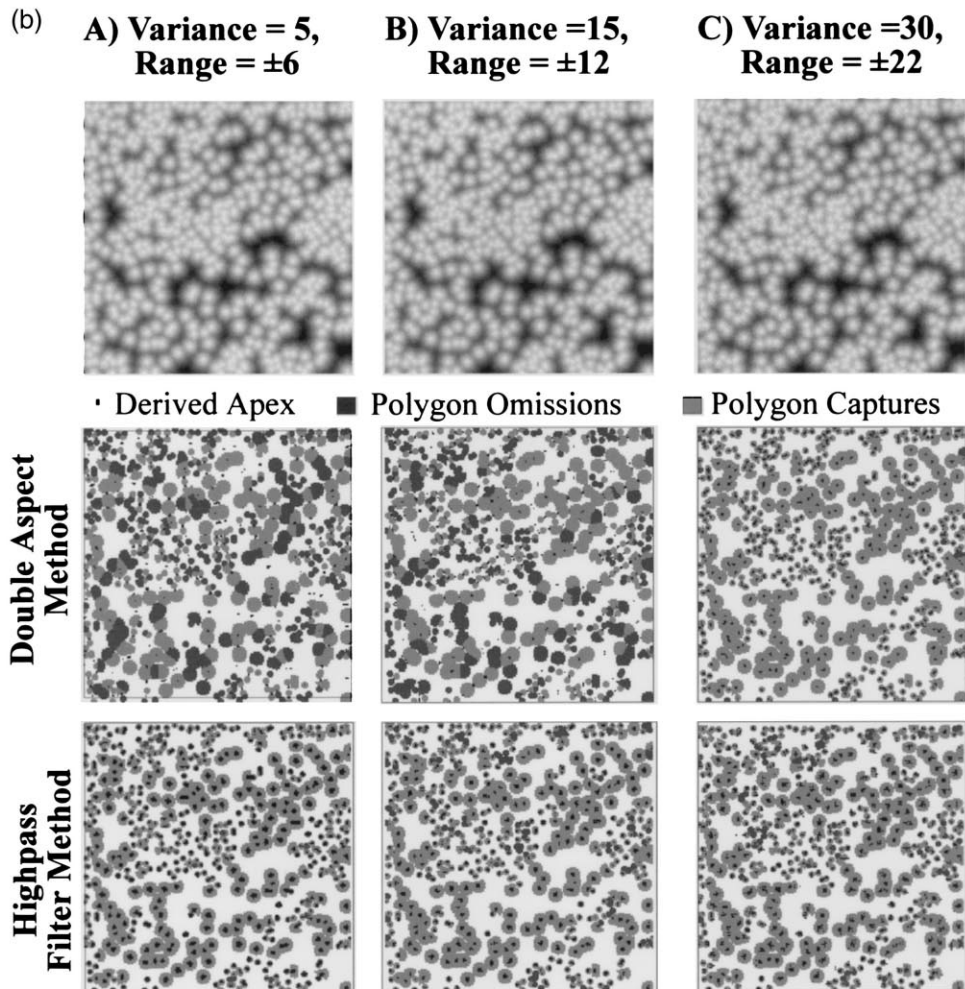 (b)
A) Variance = 5,
Range = ±6
B) Variance =15,
Range = ±12
C) Variance =30,
Range = ±22
Derived Apex
Polygon Omissions
Polygon Captures
Double Aspect
Method
Highpass
Filter Method